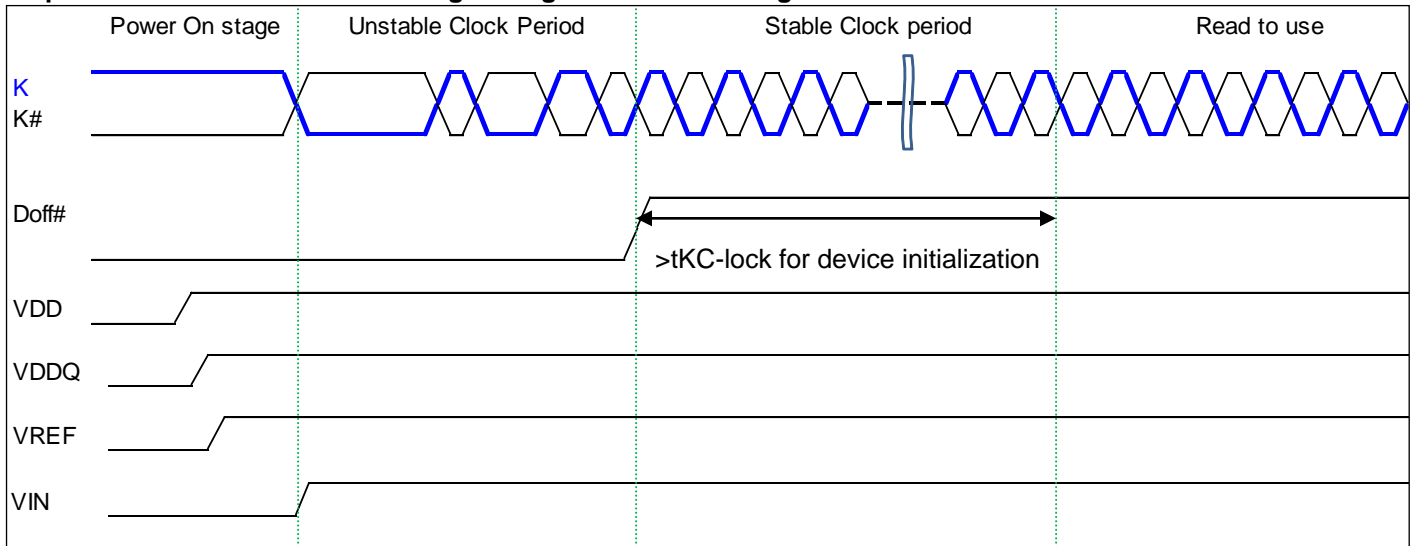 Power On stage Unstable Clock Period Stable Clock period Read to use
K
K#
Doff#
>tKC-lock for device initialization
VDD
VDDQ
VREF
VIN